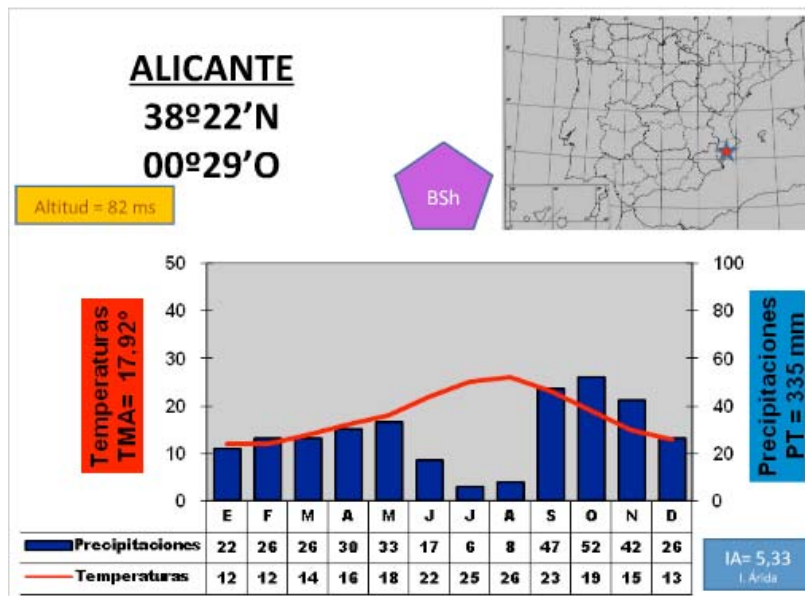 ALICANTE
38º22’N
00º29’O
Altitud = 82 ms
BSh
Temperaturas
TMA= 17.92º
50
40
30
20
10
0
100
80
60
40
20
0
Precipitaciones
PT = 335 mm
E F M A M J J A S O N D
Precipitaciones 22 26 26 30 33 17 6 8 47 52 42 26
Temperaturas 12 12 14 16 18 22 25 26 23 19 15 13
IA= 5,33
I. Árida